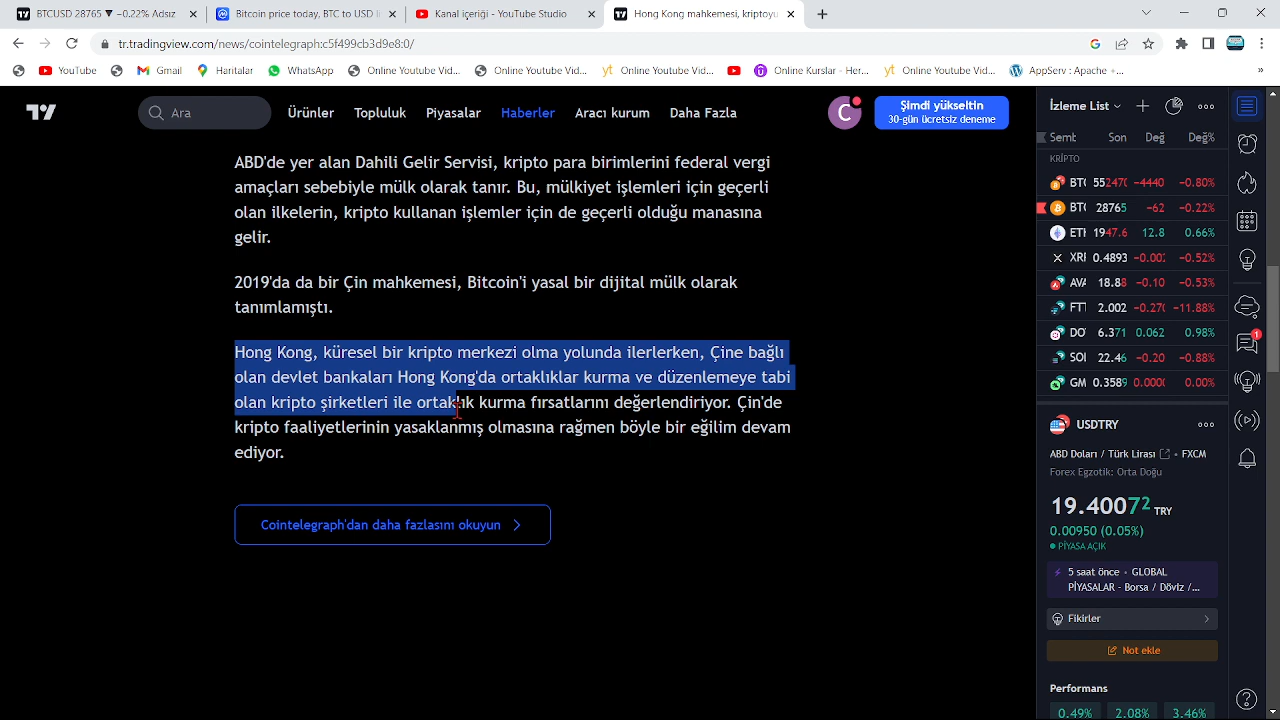 BTCUSD 28765 ▼ −0.22% Adsız
Bitcoin price today, BTC to USD li
Kanal içeriği - YouTube Studio
Hong Kong mahkemesi, kriptoyu
tr.tradingview.com/news/cointelegraph:c5f499cb3d9e8:0/
YouTube
Gmail
Haritalar
WhatsApp
Online Youtube Vid...
Online Youtube Vid...
Online Youtube Vid...
Online Kurslar - Her...
Online Youtube Vid...
AppServ : Apache +...
»
Ara
Ürünler
Topluluk
Piyasalar
Haberler
Aracı kurum
Daha Fazla
C
Şimdi yükseltin
30-gün ücretsiz deneme
ABD'de yer alan Dahili Gelir Servisi, kripto para birimlerini federal vergi
amaçları sebebiyle mülk olarak tanır. Bu, mülkiyet işlemleri için geçerli
olan ilkelerin, kripto kullanan işlemler için de geçerli olduğu manasına
gelir.
2019'da da bir Çin mahkemesi, Bitcoin'i yasal bir dijital mülk olarak
tanımlamıştı.
Hong Kong, küresel bir kripto merkezi olma yolunda ilerlerken, Çine bağlı
olan devlet bankaları Hong Kong'da ortaklıklar kurma ve düzenlemeye tabi
olan kripto şirketleri ile ortaklık kurma fırsatlarını değerlendiriyor. Çin'de
kripto faaliyetlerinin yasaklanmış olmasına rağmen böyle bir eğilim devam
ediyor.
Cointelegraph'dan daha fazlasını okuyun
İzleme List
Semb Son Değ Değ%
KRİPTO
BTC 552470 −4440 −0.80%
BTC 28765 −62 −0.22%
ETH 1947.6 12.8 0.66%
XRI 0.4893 −0.002 −0.52%
AVA 18.88 −0.10 −0.53%
FTT 2.002 −0.270 −11.88%
DO 6.371 0.062 0.98%
SOL 22.46 −0.20 −0.88%
GM 0.3589 0.0000 0.00%
USDTRY
ABD Doları / Türk Lirası • FXCM
Forex Egzotik: Orta Doğu
19.40072 TRY
0.00950 (0.05%)
PİYASA AÇIK
5 saat önce • GLOBAL
PİYASALAR - Borsa / Döviz /...
Fikirler
Not ekle
Performans
0.49% 2.08% 3.46%
1